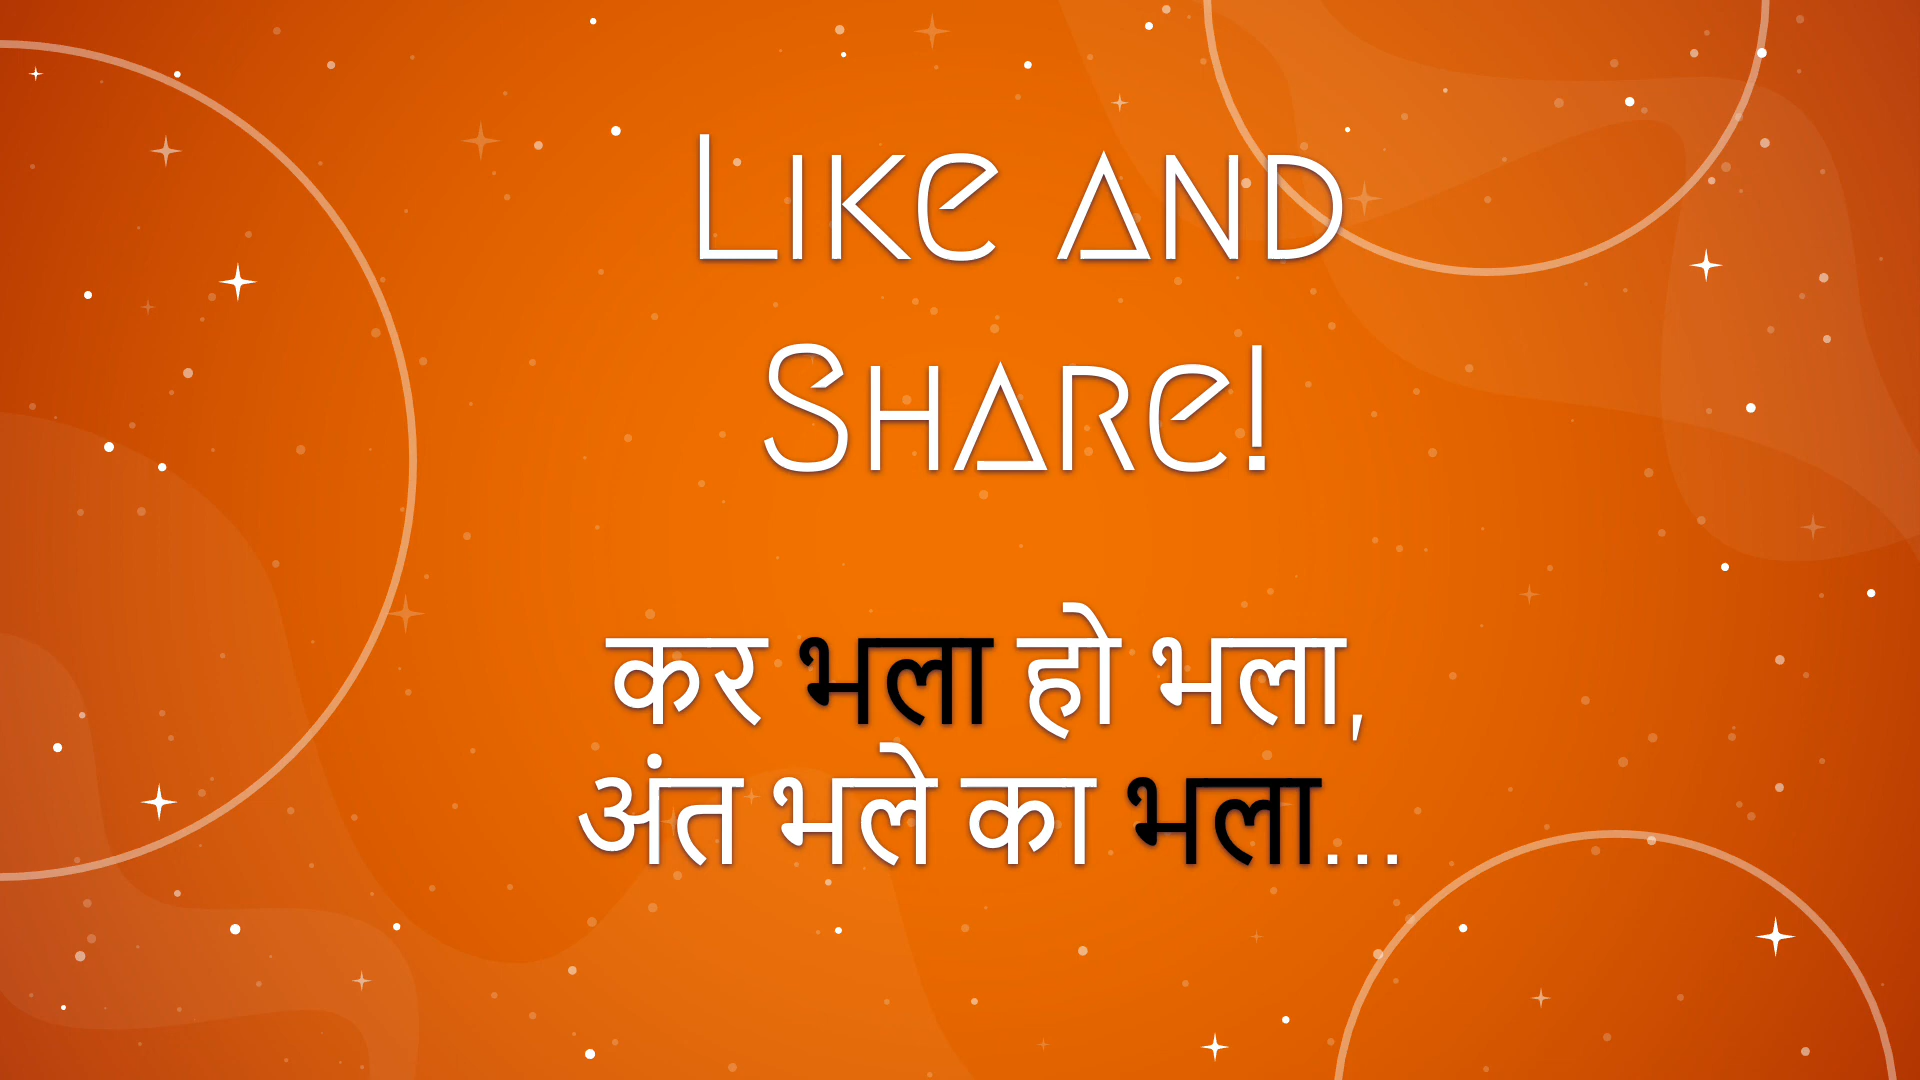 Like and
Share!
कर भला हो भला,
अंत भले का भला...